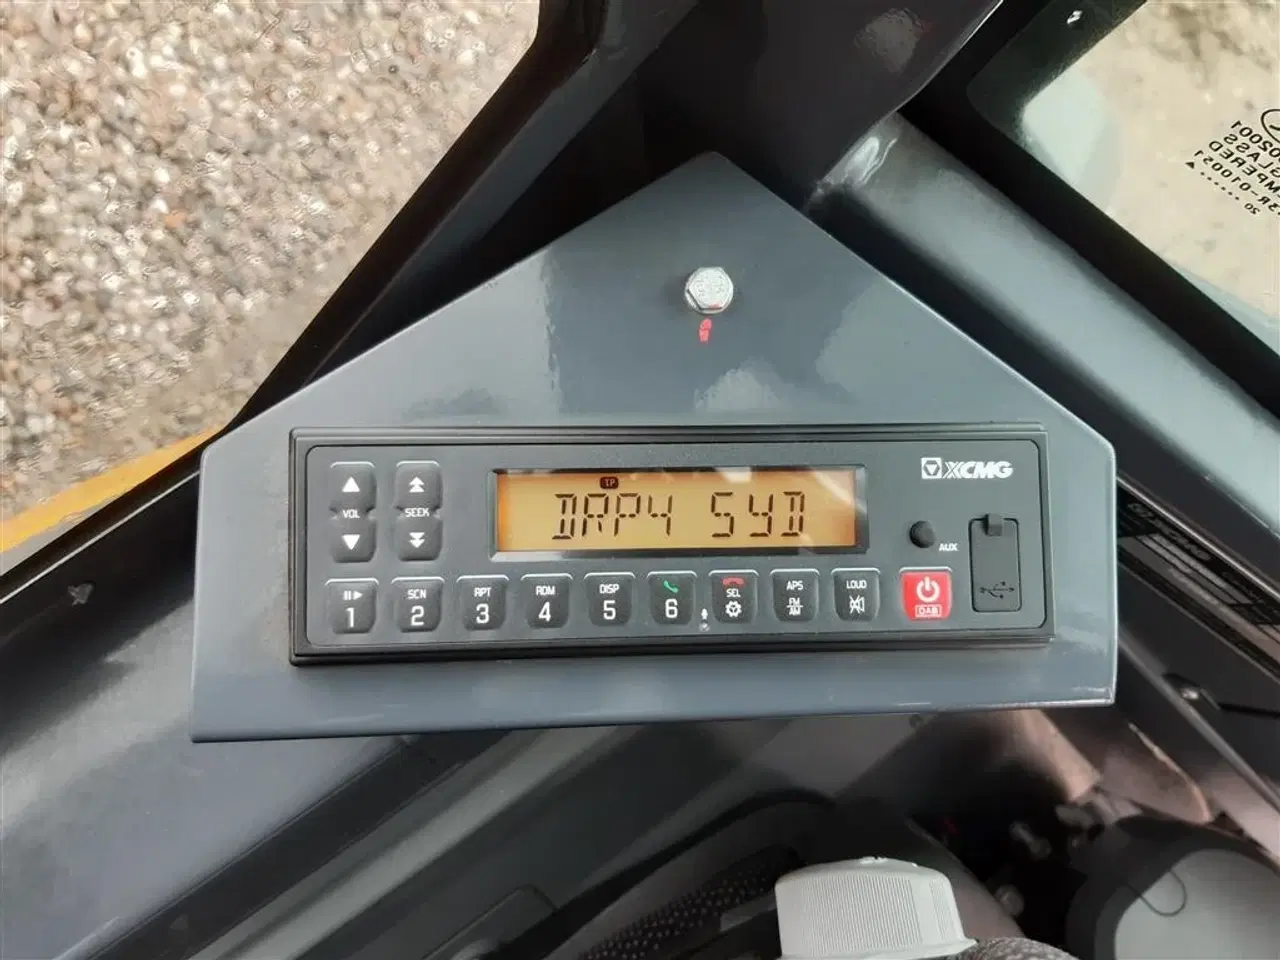 TP
DRP4 SYD
XCMG
VOL
SEEK
AUX
1
SCN
2
RPT
3
RDM
4
DISP
5
6
SEL
APS
FM
AM
LOUD
DAB